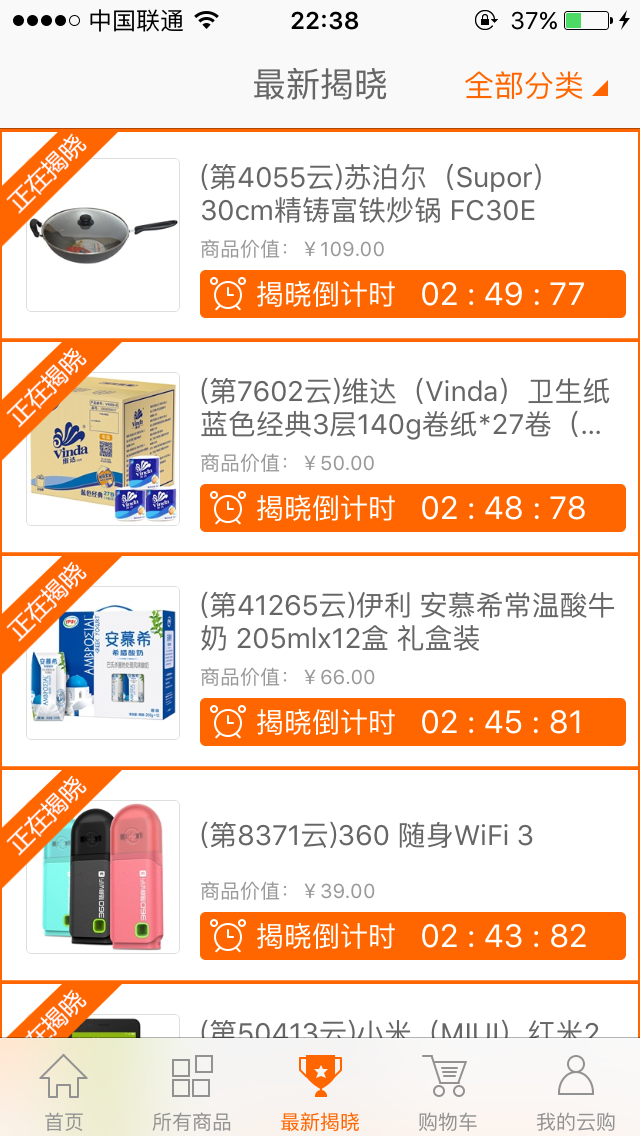 中国联通 22:38 37%
最新揭晓 全部分类
正在揭晓
(第4055云)苏泊尔（Supor）
30cm精铸富铁炒锅 FC30E
商品价值：￥109.00
揭晓倒计时 02 : 49 : 77
正在揭晓
(第7602云)维达（Vinda）卫生纸
蓝色经典3层140g卷纸*27卷（...
商品价值：￥50.00
揭晓倒计时 02 : 48 : 78
Vinda
维达
蓝色经典
正在揭晓
(第41265云)伊利 安慕希常温酸牛
奶 205mlx12盒 礼盒装
商品价值：￥66.00
揭晓倒计时 02 : 45 : 81
安慕希
希腊酸奶
正在揭晓
(第8371云)360 随身WiFi 3
商品价值：￥39.00
揭晓倒计时 02 : 43 : 82
正在揭晓
(第50413云)小米（MIUI）红米2
首页 所有商品 最新揭晓 购物车 我的云购